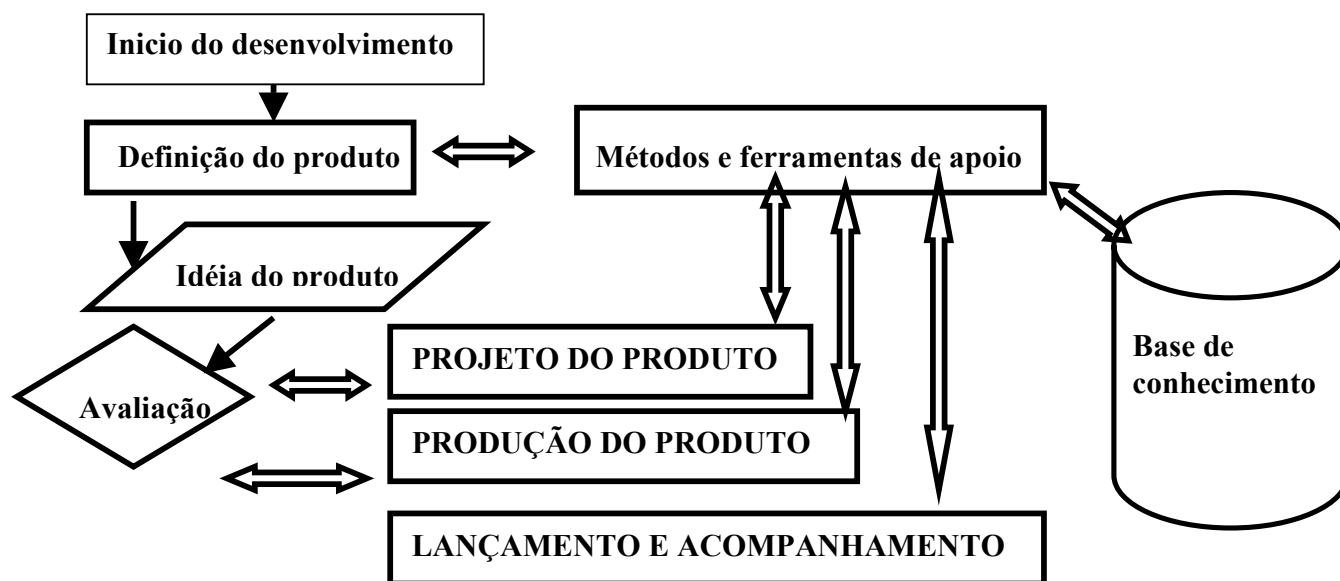 Inicio do desenvolvimento
Definição do produto
Métodos e ferramentas de apoio
Idéia do produto
Avaliação
PROJETO DO PRODUTO
PRODUÇÃO DO PRODUTO
LANÇAMENTO E ACOMPANHAMENTO
Base de
conhecimento